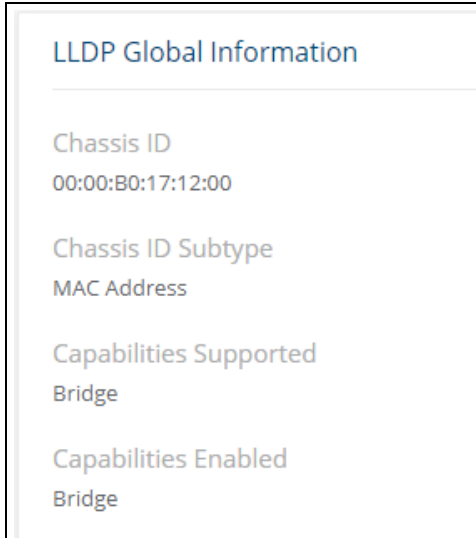 LLDP Global Information
Chassis ID
00:00:B0:17:12:00
Chassis ID Subtype
MAC Address
Capabilities Supported
Bridge
Capabilities Enabled
Bridge